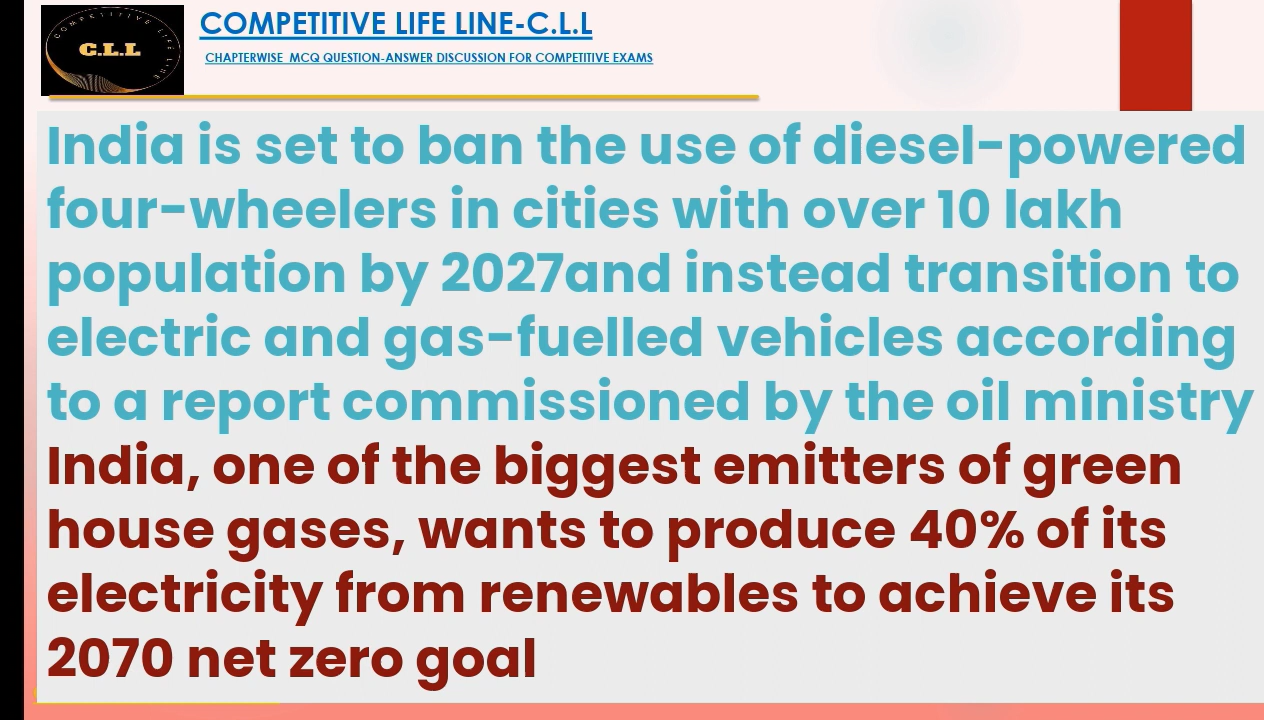 COMPETITIVE LIFE LINE
C.L.L
COMPETITIVE LIFE LINE-C.L.L
CHAPTERWISE MCQ QUESTION-ANSWER DISCUSSION FOR COMPETITIVE EXAMS
India is set to ban the use of diesel-powered
four-wheelers in cities with over 10 lakh
population by 2027and instead transition to
electric and gas-fuelled vehicles according
to a report commissioned by the oil ministry
India, one of the biggest emitters of green
house gases, wants to produce 40% of its
electricity from renewables to achieve its
2070 net zero goal